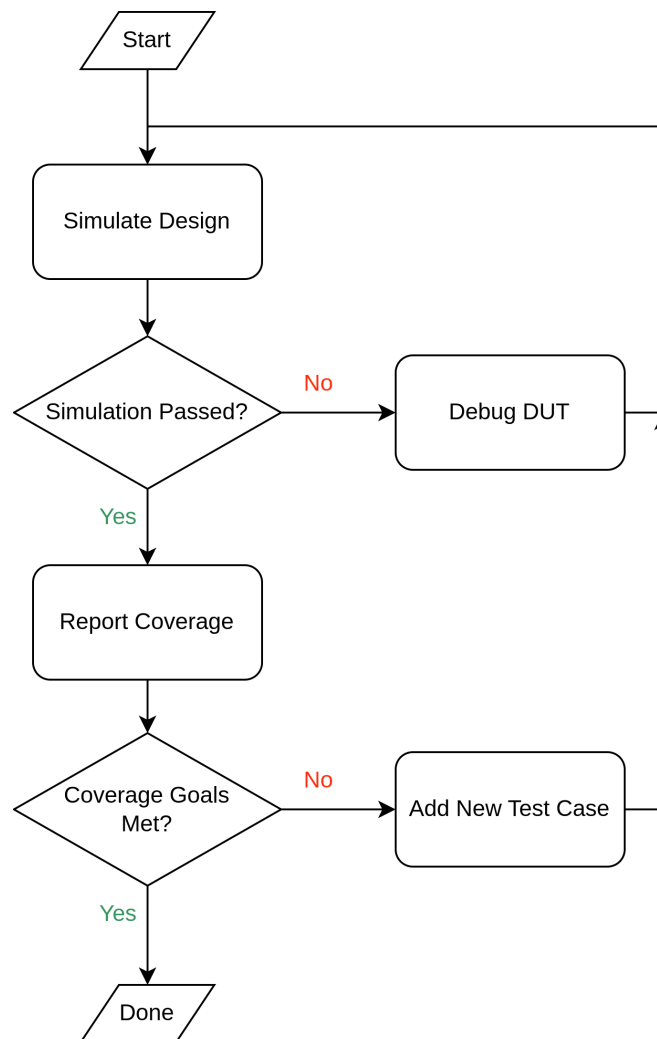 Start
Simulate Design
Simulation Passed?
No
Debug DUT
Yes
Report Coverage
Coverage Goals
Met?
No
Add New Test Case
Yes
Done